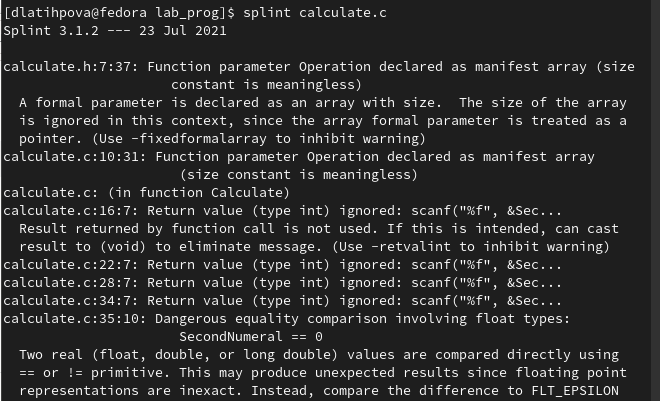 [dlatihpova@fedora lab_prog]$ splint calculate.c
Splint 3.1.2 --- 23 Jul 2021

calculate.h:7:37: Function parameter Operation declared as manifest array (size
                     constant is meaningless)
  A formal parameter is declared as an array with size.  The size of the array
  is ignored in this context, since the array formal parameter is treated as a
  pointer. (Use -fixedformalarray to inhibit warning)
calculate.c:10:31: Function parameter Operation declared as manifest array
                      (size constant is meaningless)
calculate.c: (in function Calculate)
calculate.c:16:7: Return value (type int) ignored: scanf("%f", &Sec...
  Result returned by function call is not used. If this is intended, can cast
  result to (void) to eliminate message. (Use -retvalint to inhibit warning)
calculate.c:22:7: Return value (type int) ignored: scanf("%f", &Sec...
calculate.c:28:7: Return value (type int) ignored: scanf("%f", &Sec...
calculate.c:34:7: Return value (type int) ignored: scanf("%f", &Sec...
calculate.c:35:10: Dangerous equality comparison involving float types:
                      SecondNumeral == 0
  Two real (float, double, or long double) values are compared directly using
  == or != primitive. This may produce unexpected results since floating point
  representations are inexact. Instead, compare the difference to FLT_EPSILON